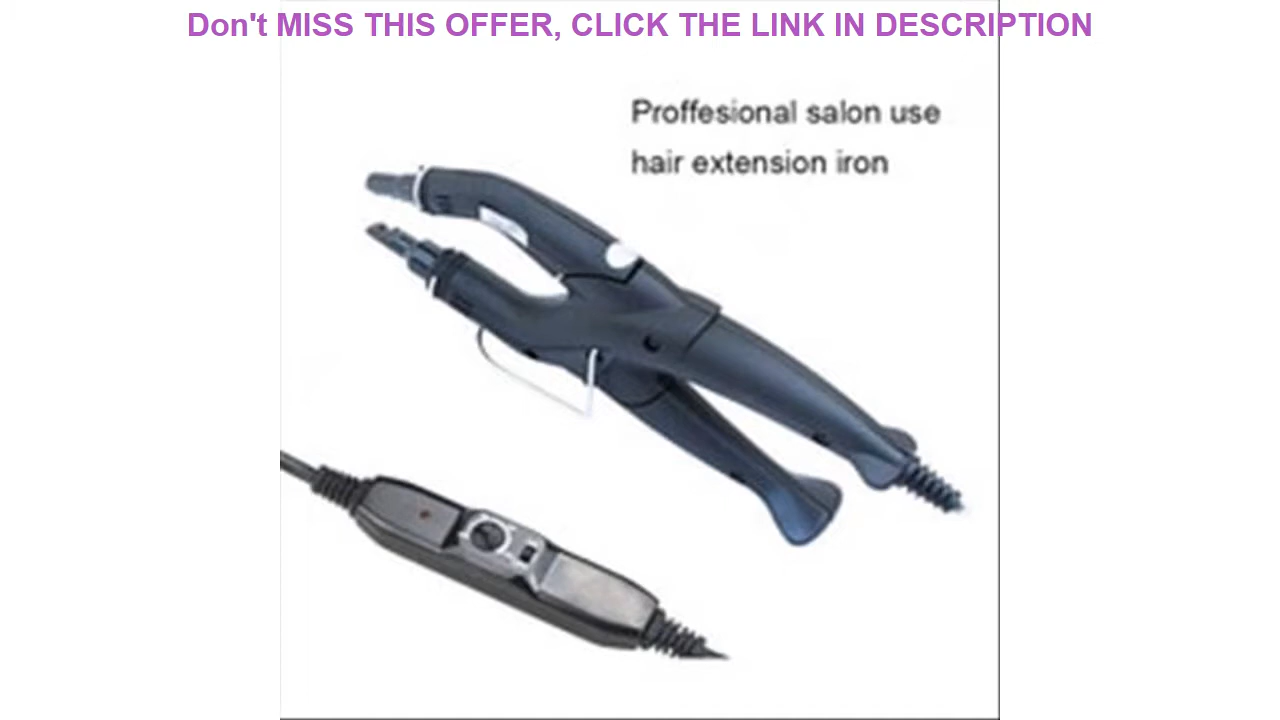 Don't MISS THIS OFFER, CLICK THE LINK IN DESCRIPTION
Proffesional salon use
hair extension iron